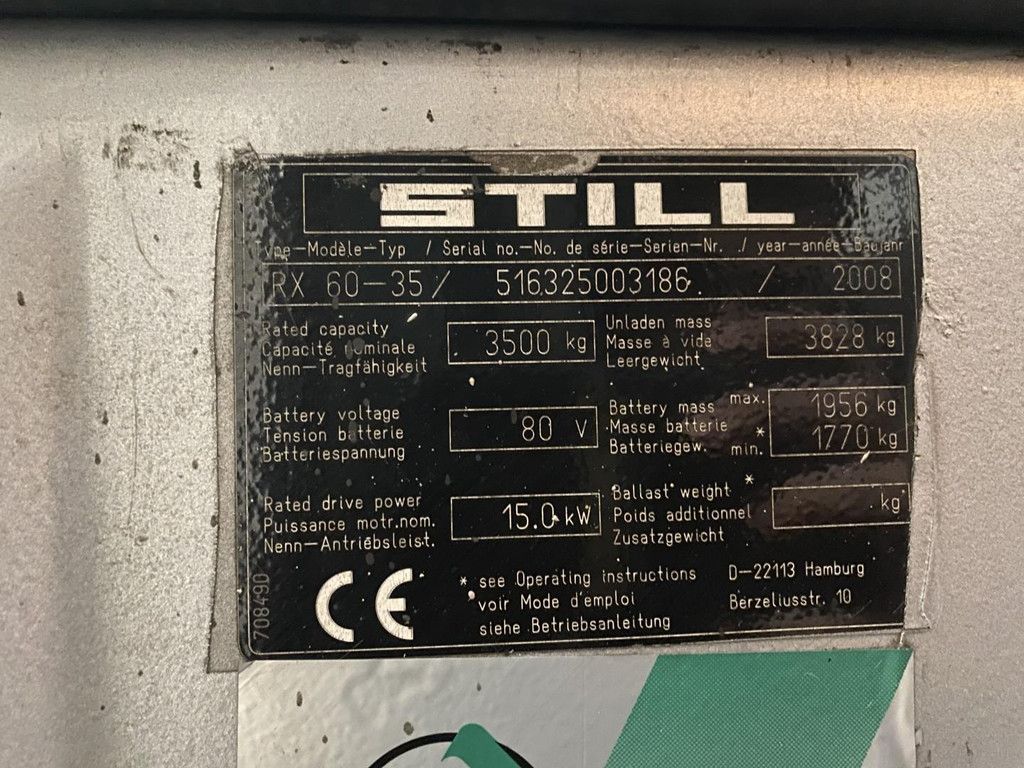 STILL
Type-Modèle-Typ / Serial no.-No. de série-Serien-Nr. / year-année-Baujahr
RX 60-35 / 516325003186 / 2008
Rated capacity
Capacité nominale
Nenn-Tragfähigkeit
3500 kg
Unladen mass
Masse à vide
Leergewicht
3828 kg
Battery voltage
Tension batterie
Batteriespannung
80 V
Battery mass max. 1956 kg
Masse batterie *
Batteriegew. min. 1770 kg
Rated drive power
Puissance motr.nom.
Nenn-Antriebsleist.
15.0 kW
Ballast weight *
Poids additionnel
Zusatzgewicht
kg
CE
* see Operating instructions
voir Mode d'emploi
siehe Betriebsanleitung
D-22113 Hamburg
Berzeliusstr. 10
708490